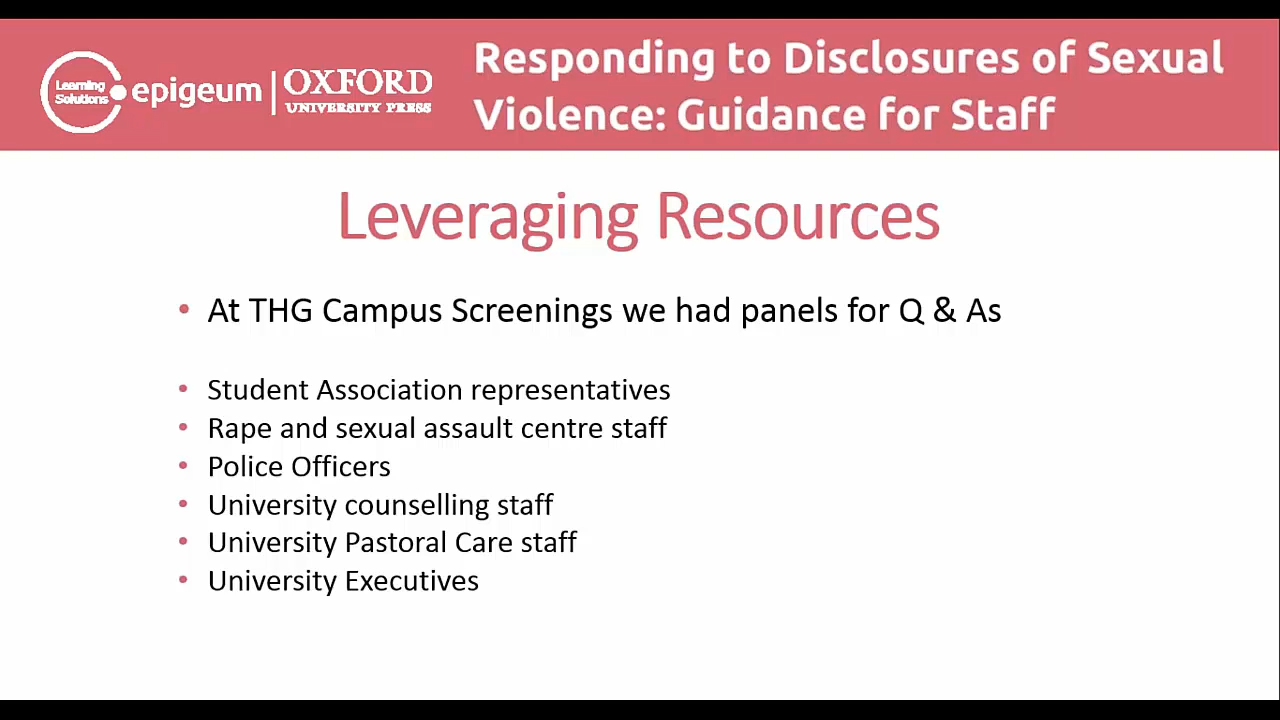 Learning
Solutions
epigeum
OXFORD
UNIVERSITY PRESS
Responding to Disclosures of Sexual
Violence: Guidance for Staff
Leveraging Resources
• At THG Campus Screenings we had panels for Q & As
• Student Association representatives
• Rape and sexual assault centre staff
• Police Officers
• University counselling staff
• University Pastoral Care staff
• University Executives